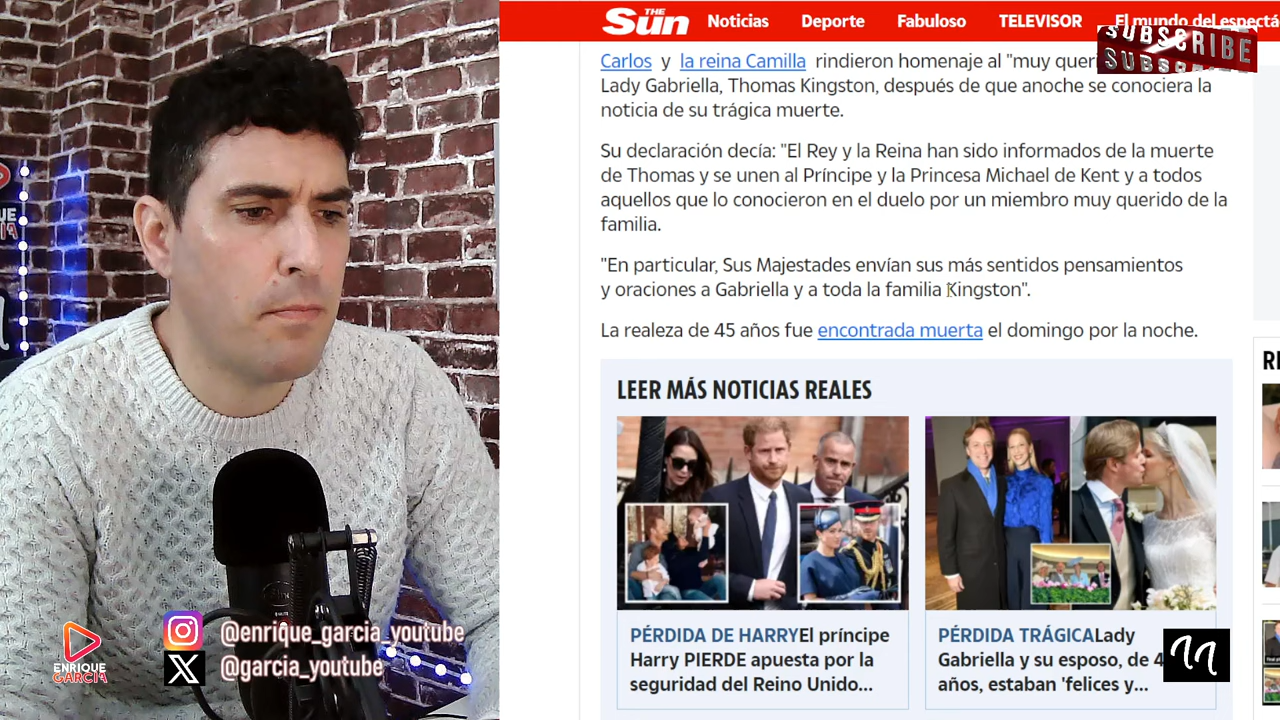 THE
Sun
Noticias Deporte Fabuloso TELEVISOR El mundo del espectá
SUBSCRIBE
Carlos y la reina Camilla rindieron homenaje al "muy
Lady Gabriella, Thomas Kingston, después de que anoche se conociera la
noticia de su trágica muerte.
Su declaración decía: "El Rey y la Reina han sido informados de la muerte
de Thomas y se unen al Príncipe y la Princesa Michael de Kent y a todos
aquellos que lo conocieron en el duelo por un miembro muy querido de la
familia.
"En particular, Sus Majestades envían sus más sentidos pensamientos
y oraciones a Gabriella y a toda la familia Kingston".
La realeza de 45 años fue encontrada muerta el domingo por la noche.
LEER MÁS NOTICIAS REALES
PÉRDIDA DE HARRYEl príncipe
Harry PIERDE apuesta por la
seguridad del Reino Unido...
PÉRDIDA TRÁGICALady
Gabriella y su esposo, de 4
años, estaban 'felices y...
@enrique_garcia_youtube
@garcia_youtube
ENRIQUE
GARCIA